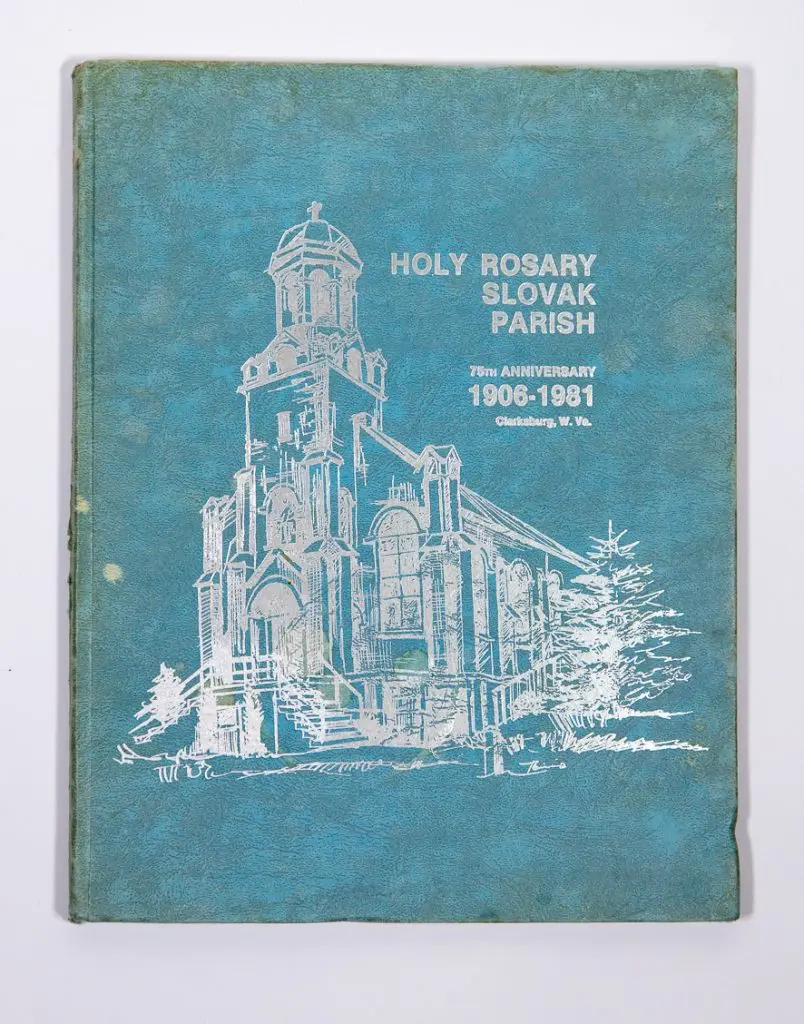 HOLY ROSARY
SLOVAK
PARISH
75TH ANNIVERSARY
1906-1981
Clarksburg, W. Va.